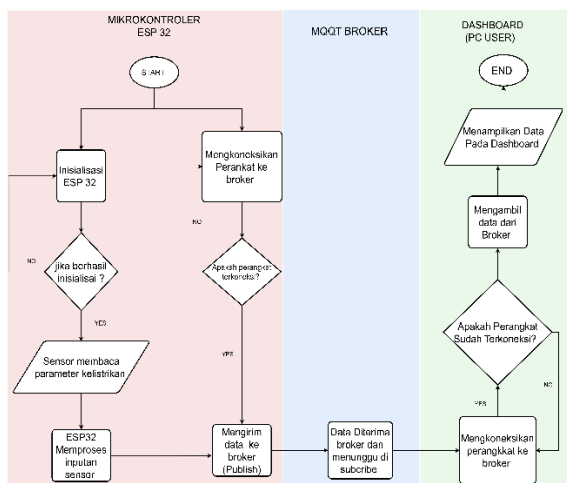 MIKROKONTROLER
ESP 32
MQQT BROKER
DASHBOARD
(PC USER)
START
END
Inisialisasi
ESP 32
Mongkoneksikan
Perankat ke
broker
Menampilkan Data
Pada Dashboard
Mengambil
data dari
Broker
NO
NO
jika borhasil
inisialisai ?
Apakah perangkat
terkoneksi?
Apakah Perangkat
Sudah Terkoneksi?
NO
YES
YES
YES
Sensor membaca
parameter kelistrikan
ESP32
Memproses
inputan
sensor
Mengirim
data ke
broker
(Publish)
Data Diterima
broker dan
menunggu di
subcribe
Mengkoneksikan
perangkkat ke
broker